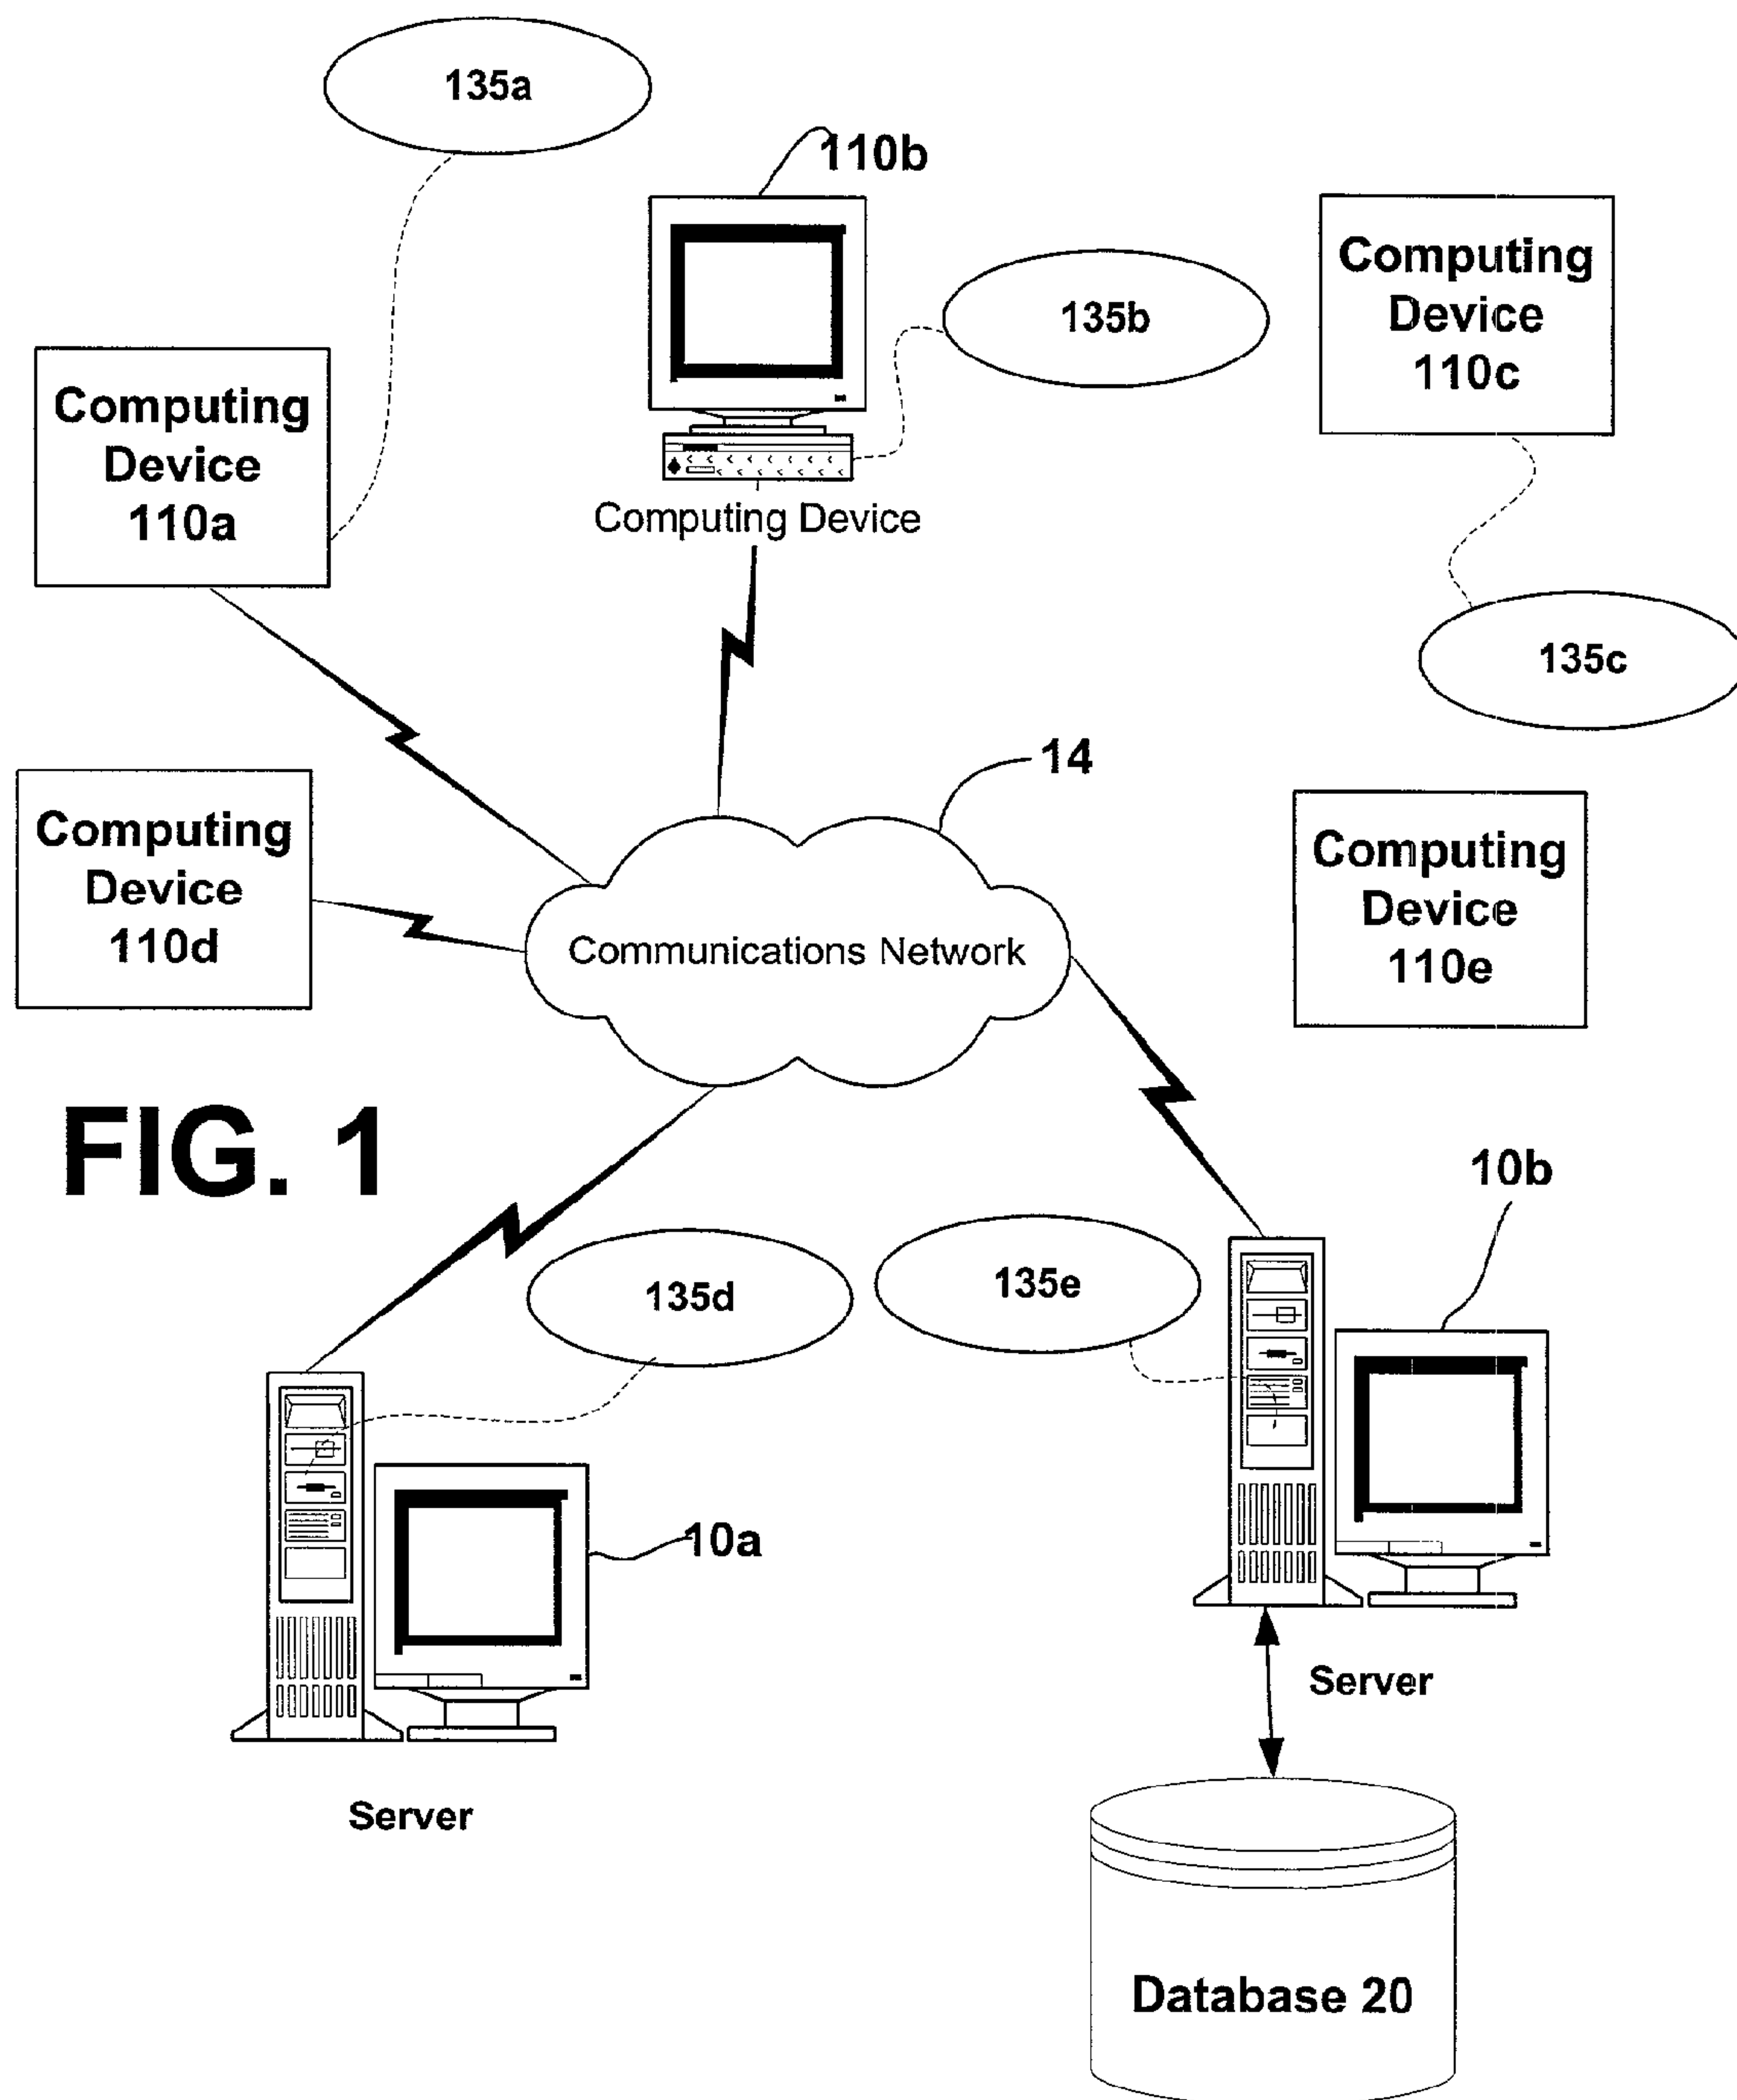 135a
110b
Computing
Device
110c
135b
Computing
Device
110a
Computing Device
135c
14
Computing
Device
110d
Computing
Device
110e
Communications Network
FIG. 1
10b
135d
135e
10a
Server
Server
Database 20